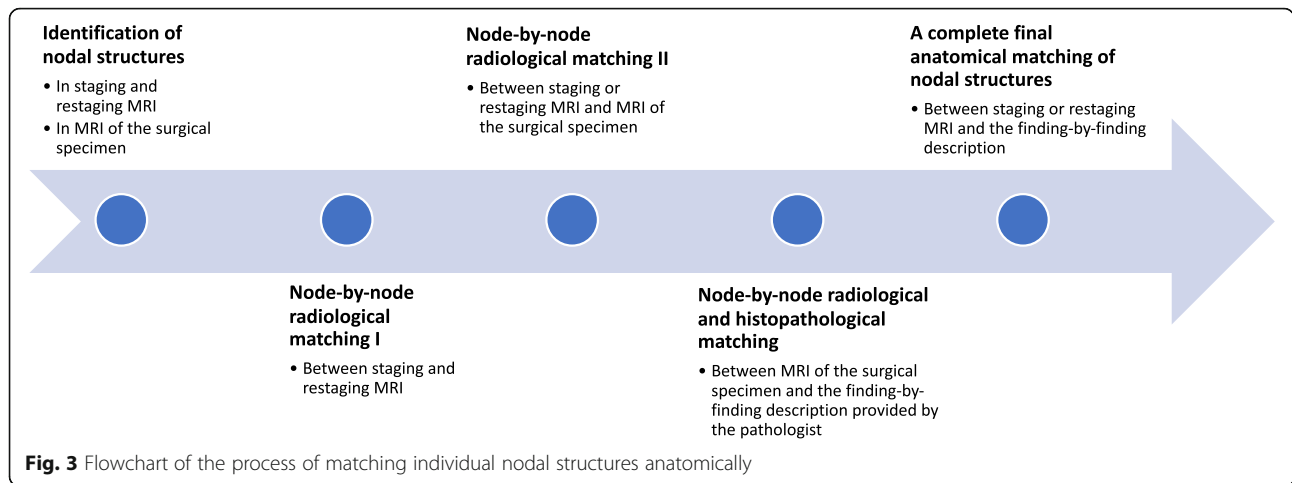 Identification of
nodal structures
• In staging and
restaging MRI
• In MRI of the surgical
specimen
Node-by-node
radiological
matching I
• Between staging and
restaging MRI
Node-by-node
radiological matching II
• Between staging or
restaging MRI and MRI of
the surgical specimen
Node-by-node radiological
and histopathological
matching
• Between MRI of the surgical
specimen and the finding-by-
finding description provided by
the pathologist
A complete final
anatomical matching of
nodal structures
• Between staging or restaging
MRI and the finding-by-finding
description
Fig. 3 Flowchart of the process of matching individual nodal structures anatomically